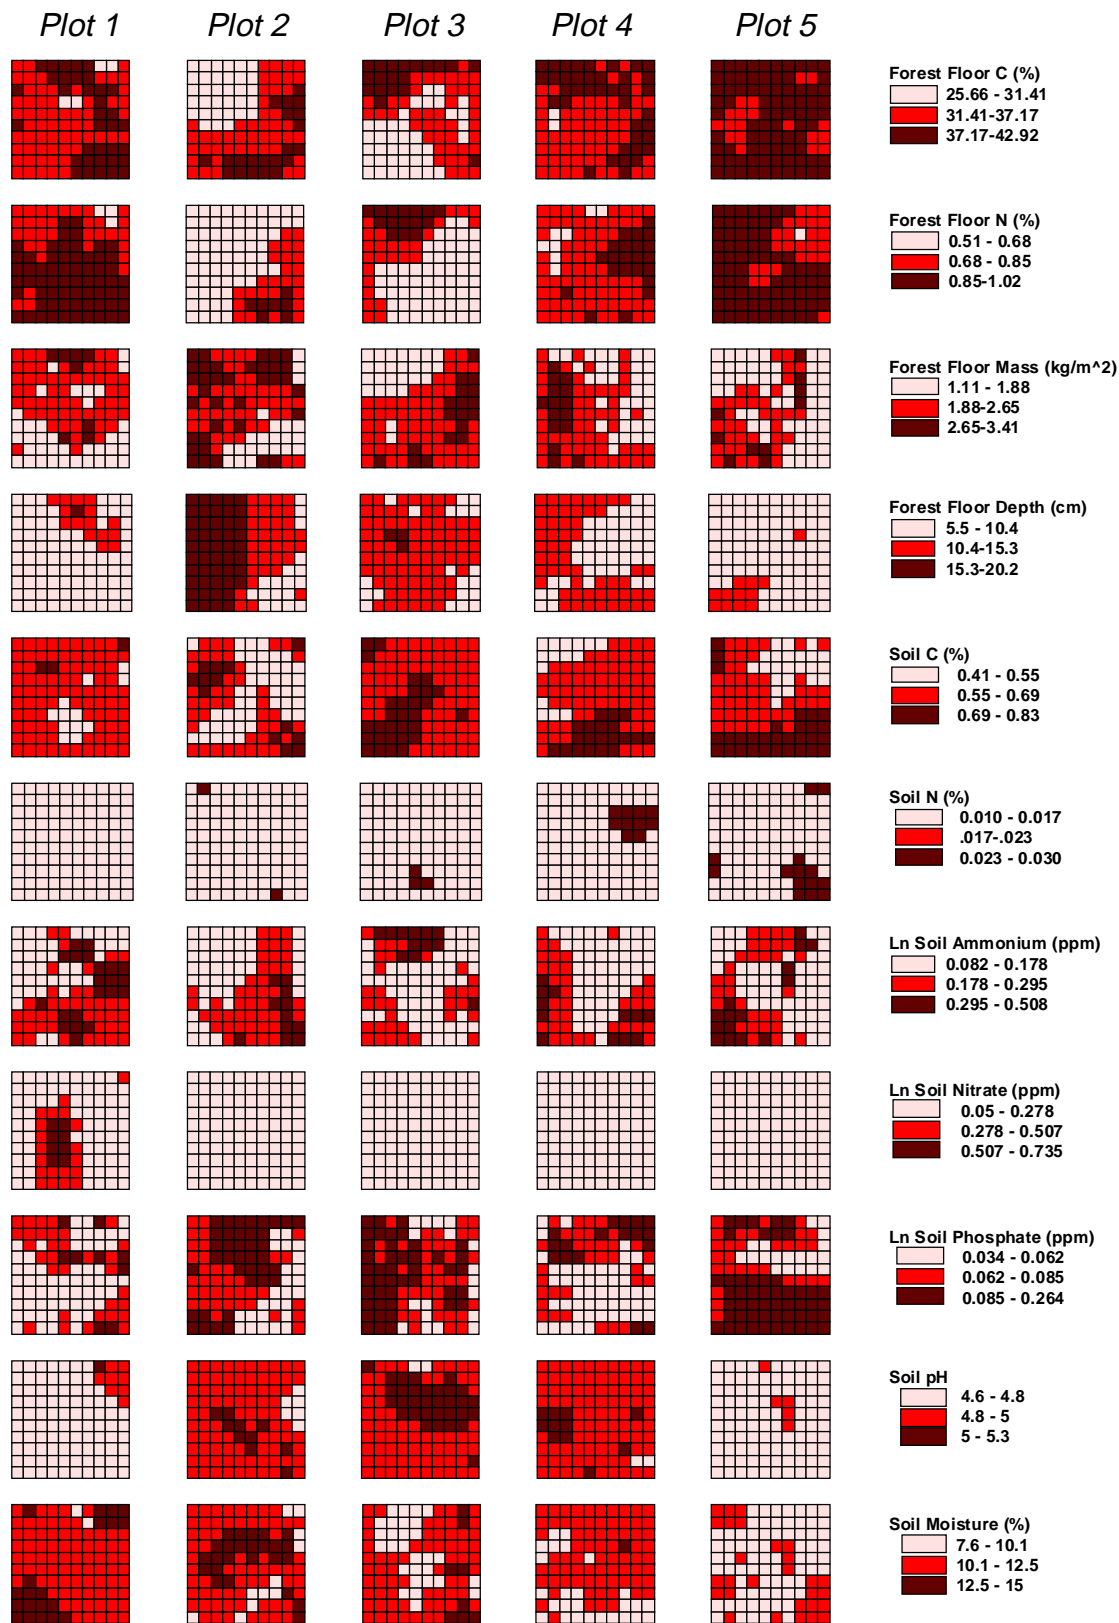 Plot 1 Plot 2 Plot 3 Plot 4 Plot 5
Forest Floor C (%)
25.66 - 31.41
31.41-37.17
37.17-42.92
Forest Floor N (%)
0.51 - 0.68
0.68 - 0.85
0.85-1.02
Forest Floor Mass (kg/m^2)
1.11 - 1.88
1.88-2.65
2.65-3.41
Forest Floor Depth (cm)
5.5 - 10.4
10.4-15.3
15.3-20.2
Soil C (%)
0.41 - 0.55
0.55 - 0.69
0.69 - 0.83
Soil N (%)
0.010 - 0.017
.017-.023
0.023 - 0.030
Ln Soil Ammonium (ppm)
0.082 - 0.178
0.178 - 0.295
0.295 - 0.508
Ln Soil Nitrate (ppm)
0.05 - 0.278
0.278 - 0.507
0.507 - 0.735
Ln Soil Phosphate (ppm)
0.034 - 0.062
0.062 - 0.085
0.085 - 0.264
Soil pH
4.6 - 4.8
4.8 - 5
5 - 5.3
Soil Moisture (%)
7.6 - 10.1
10.1 - 12.5
12.5 - 15